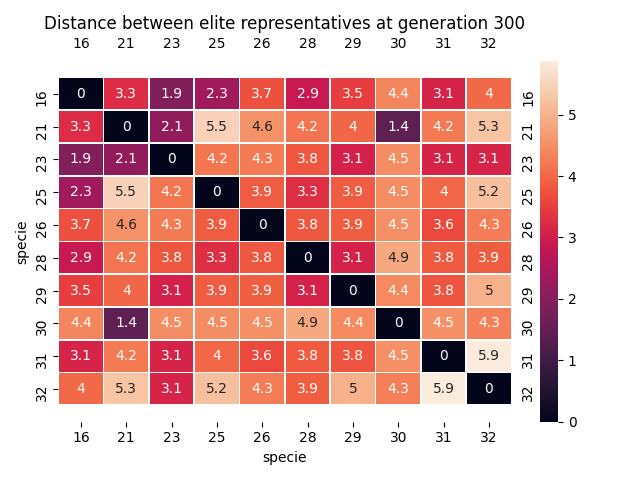 Distance between elite representatives at generation 300
16 21 23 25 26 28 29 30 31 32
16 0 3.3 1.9 2.3 3.7 2.9 3.5 4.4 3.1 4 16
21 3.3 0 2.1 5.5 4.6 4.2 4 1.4 4.2 5.3 21
23 1.9 2.1 0 4.2 4.3 3.8 3.1 4.5 3.1 3.1 23
25 2.3 5.5 4.2 0 3.9 3.3 3.9 4.5 4 5.2 25
26 3.7 4.6 4.3 3.9 0 3.8 3.9 4.5 3.6 4.3 26
28 2.9 4.2 3.8 3.3 3.8 0 3.1 4.9 3.8 3.9 28
29 3.5 4 3.1 3.9 3.9 3.1 0 4.4 3.8 5 29
30 4.4 1.4 4.5 4.5 4.5 4.9 4.4 0 4.5 4.3 30
31 3.1 4.2 3.1 4 3.6 3.8 3.8 4.5 0 5.9 31
32 4 5.3 3.1 5.2 4.3 3.9 5 4.3 5.9 0 32
16 21 23 25 26 28 29 30 31 32
specie
specie
5
4
3
2
1
0